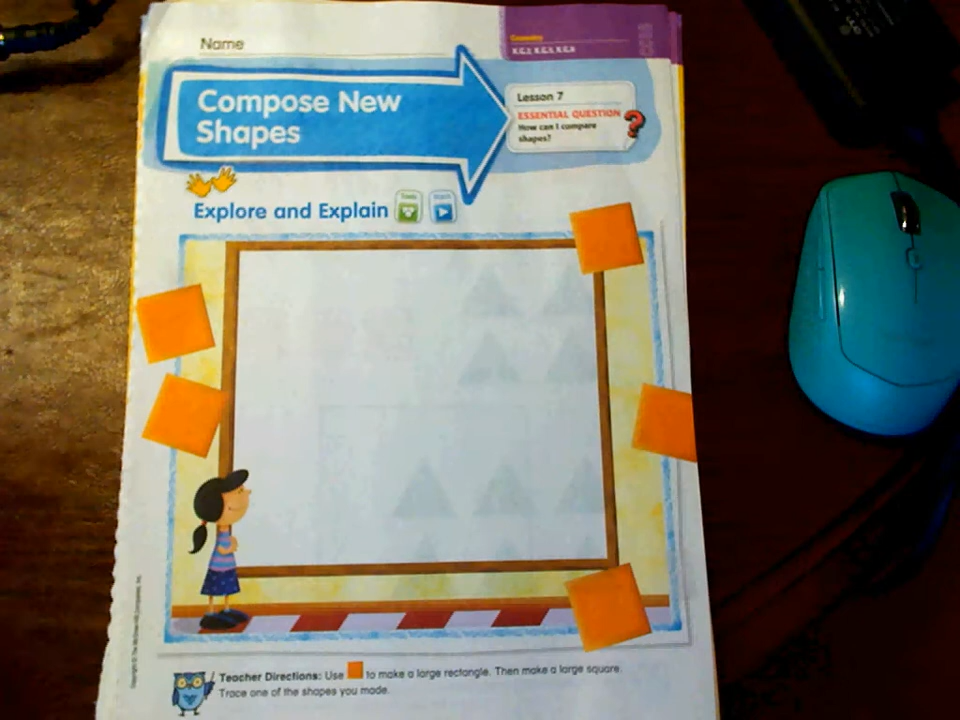 Name
Geometry
Compose New
Shapes
Lesson 7
ESSENTIAL QUESTION
How can I compare
shapes?
?
Explore and Explain
Tools
Watch
Teacher Directions: Use to make a large rectangle. Then make a large square.
Trace one of the shapes you made.